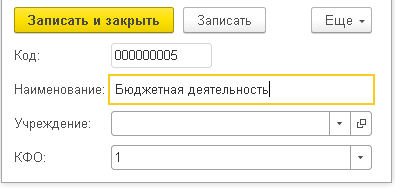 Записать и закрыть Записать Еще
Код: 000000005
Наименование: Бюджетная деятельность
Учреждение:
КФО: 1